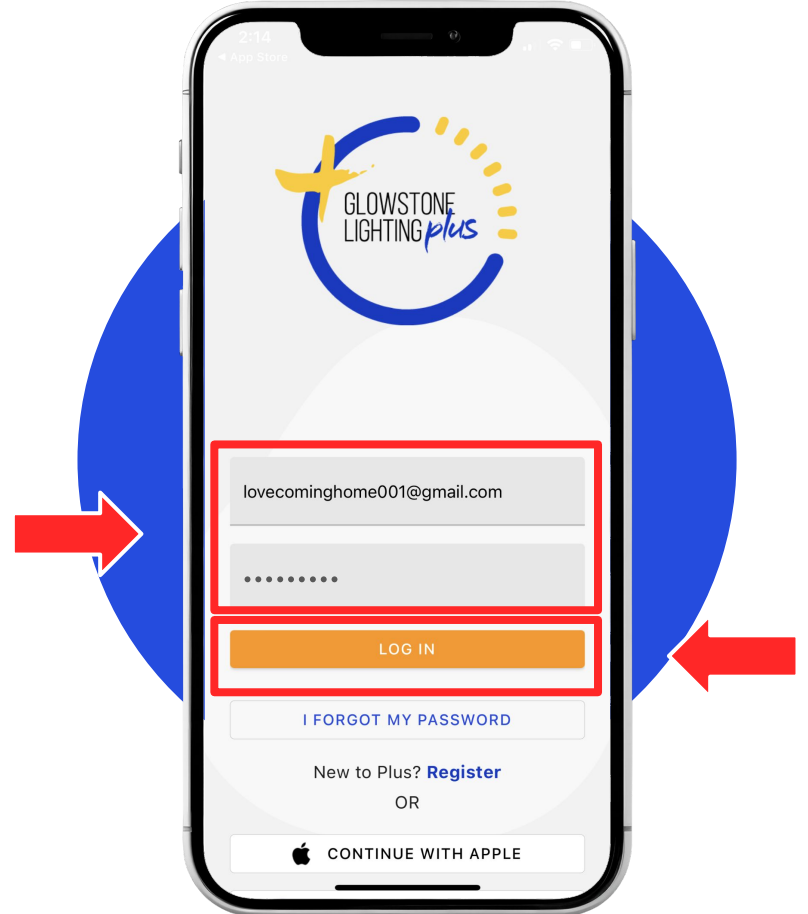 2:14
◀ App Store
GLOWSTONE
LIGHTING plus
lovecominghome001@gmail.com
•••••••••
LOG IN
I FORGOT MY PASSWORD
New to Plus? Register
OR
CONTINUE WITH APPLE